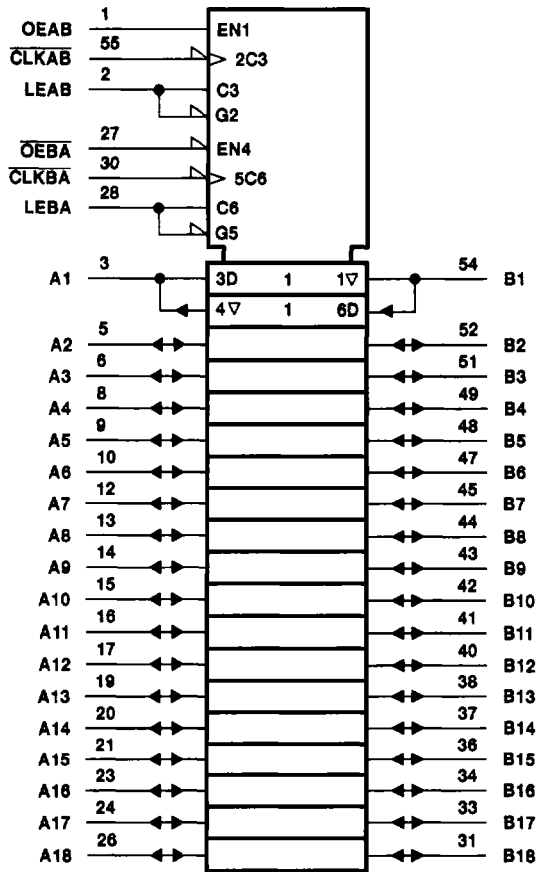 OEAB 1 EN1
CLKAB 55 2C3
LEAB 2 C3
G2
OEBA 27 EN4
CLKBA 30 5C6
LEBA 28 C6
G5
A1 3 3D 1 1▽ 54 B1
4▽ 1 6D
A2 5 52 B2
A3 6 51 B3
A4 8 49 B4
A5 9 48 B5
A6 10 47 B6
A7 12 45 B7
A8 13 44 B8
A9 14 43 B9
A10 15 42 B10
A11 16 41 B11
A12 17 40 B12
A13 19 38 B13
A14 20 37 B14
A15 21 36 B15
A16 23 34 B16
A17 24 33 B17
A18 26 31 B18